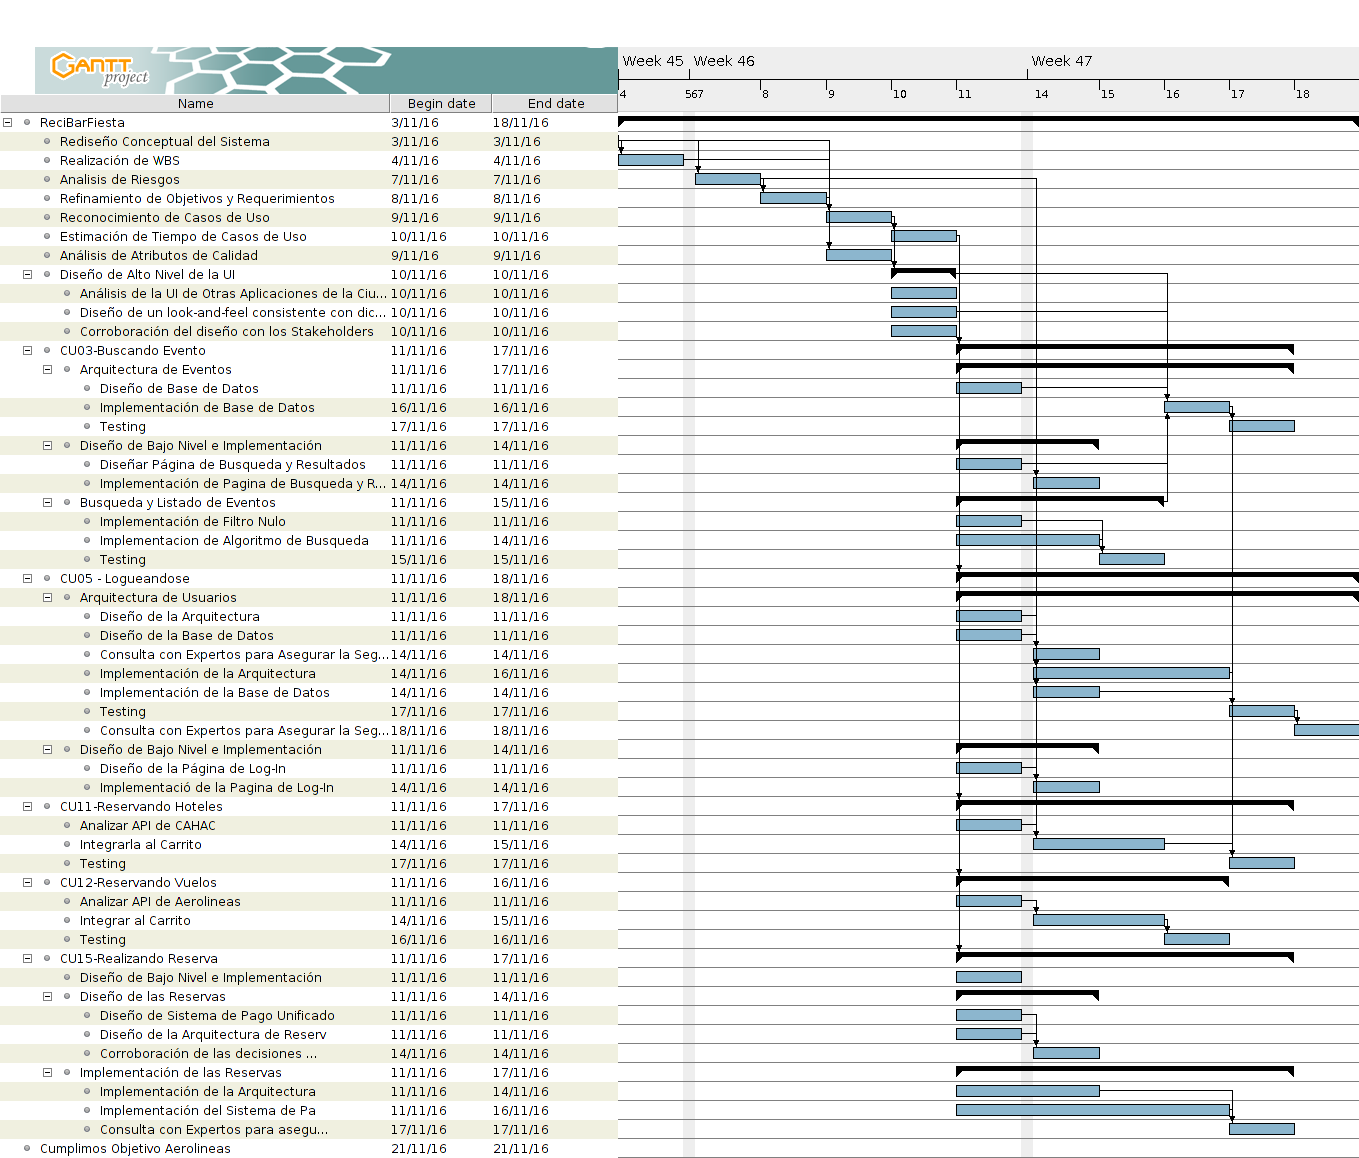 GANTT
project
Week 45 Week 46 Week 47
4 567 8 9 10 11 14 15 16 17 18
Name Begin date End date
ReciBarFiesta 3/11/16 18/11/16
Rediseño Conceptual del Sistema 3/11/16 3/11/16
Realización de WBS 4/11/16 4/11/16
Analisis de Riesgos 7/11/16 7/11/16
Refinamiento de Objetivos y Requerimientos 8/11/16 8/11/16
Reconocimiento de Casos de Uso 9/11/16 9/11/16
Estimación de Tiempo de Casos de Uso 10/11/16 10/11/16
Análisis de Atributos de Calidad 9/11/16 9/11/16
Diseño de Alto Nivel de la UI 10/11/16 10/11/16
Análisis de la UI de Otras Aplicaciones de la Ciu... 10/11/16 10/11/16
Diseño de un look-and-feel consistente con dic... 10/11/16 10/11/16
Corroboración del diseño con los Stakeholders 10/11/16 10/11/16
CU03-Buscando Evento 11/11/16 17/11/16
Arquitectura de Eventos 11/11/16 17/11/16
Diseño de Base de Datos 11/11/16 11/11/16
Implementación de Base de Datos 16/11/16 16/11/16
Testing 17/11/16 17/11/16
Diseño de Bajo Nivel e Implementación 11/11/16 14/11/16
Diseñar Página de Busqueda y Resultados 11/11/16 11/11/16
Implementación de Pagina de Busqueda y R... 14/11/16 14/11/16
Busqueda y Listado de Eventos 11/11/16 15/11/16
Implementación de Filtro Nulo 11/11/16 11/11/16
Implementacion de Algoritmo de Busqueda 11/11/16 14/11/16
Testing 15/11/16 15/11/16
CU05 - Logueandose 11/11/16 18/11/16
Arquitectura de Usuarios 11/11/16 18/11/16
Diseño de la Arquitectura 11/11/16 11/11/16
Diseño de la Base de Datos 11/11/16 11/11/16
Consulta con Expertos para Asegurar la Seg... 14/11/16 14/11/16
Implementación de la Arquitectura 14/11/16 16/11/16
Implementación de la Base de Datos 14/11/16 14/11/16
Testing 17/11/16 17/11/16
Consulta con Expertos para Asegurar la Seg... 18/11/16 18/11/16
Diseño de Bajo Nivel e Implementación 11/11/16 14/11/16
Diseño de la Página de Log-In 11/11/16 11/11/16
Implementació de la Pagina de Log-In 14/11/16 14/11/16
CU11-Reservando Hoteles 11/11/16 17/11/16
Analizar API de CAHAC 11/11/16 11/11/16
Integrarla al Carrito 14/11/16 15/11/16
Testing 17/11/16 17/11/16
CU12-Reservando Vuelos 11/11/16 16/11/16
Analizar API de Aerolineas 11/11/16 11/11/16
Integrar al Carrito 14/11/16 15/11/16
Testing 16/11/16 16/11/16
CU15-Realizando Reserva 11/11/16 17/11/16
Diseño de Bajo Nivel e Implementación 11/11/16 11/11/16
Diseño de las Reservas 11/11/16 14/11/16
Diseño de Sistema de Pago Unificado 11/11/16 11/11/16
Diseño de la Arquitectura de Reserv 11/11/16 11/11/16
Corroboración de las decisiones ... 14/11/16 14/11/16
Implementación de las Reservas 11/11/16 17/11/16
Implementación de la Arquitectura 11/11/16 14/11/16
Implementación del Sistema de Pa 11/11/16 16/11/16
Consulta con Expertos para asegu... 17/11/16 17/11/16
Cumplimos Objetivo Aerolineas 21/11/16 21/11/16